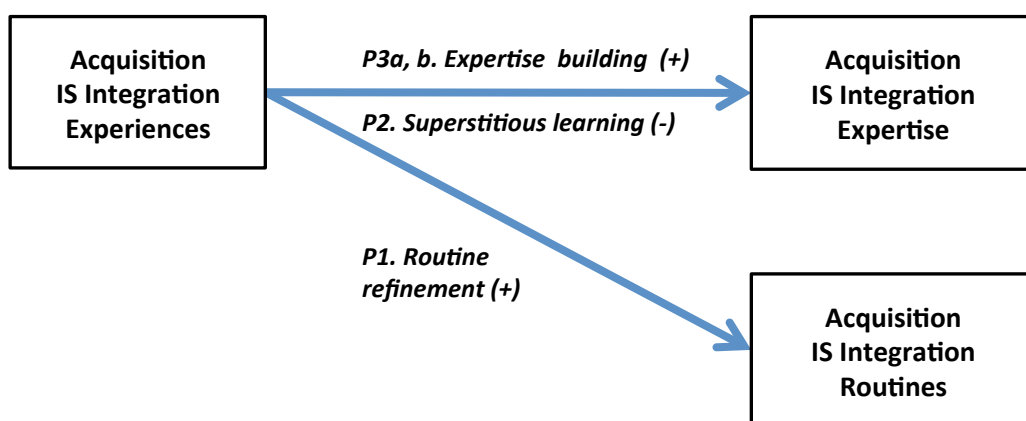 Acquisition
IS Integration
Experiences
P3a, b. Expertise building (+)
P2. Superstitious learning (-)
Acquisition
IS Integration
Expertise
P1. Routine
refinement (+)
Acquisition
IS Integration
Routines